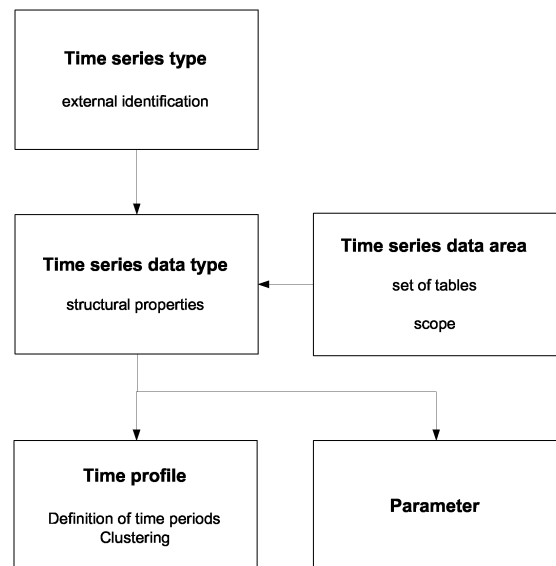 Time series type
external identification
Time series data type
structural properties
Time series data area
set of tables
scope
Time profile
Definition of time periods
Clustering
Parameter